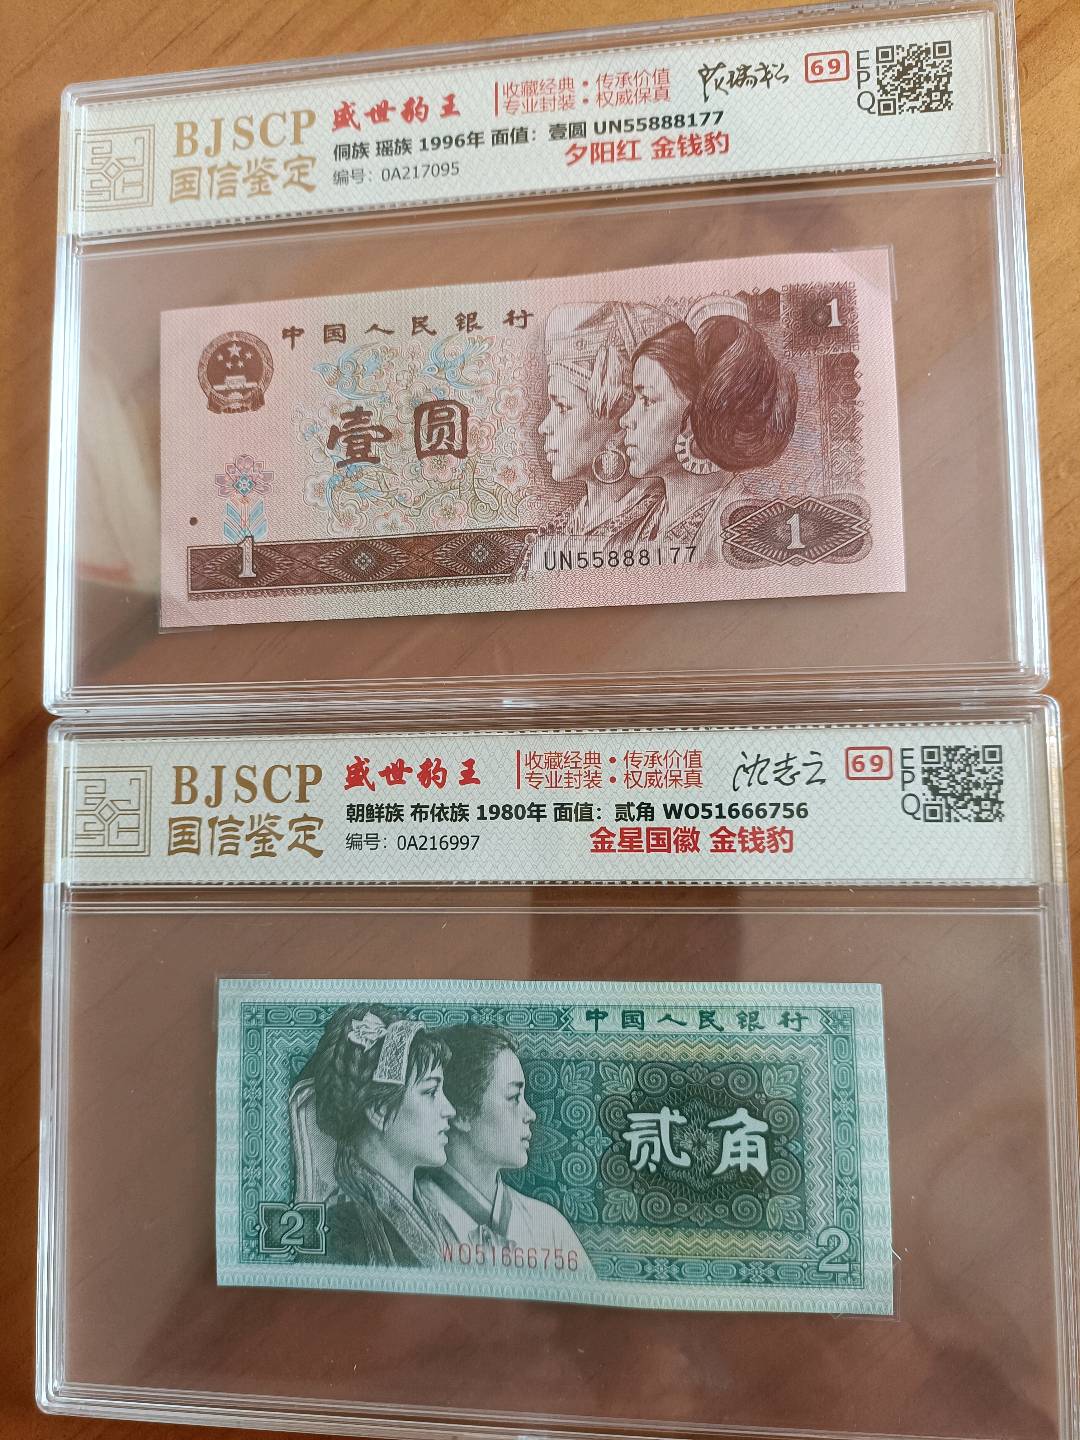 BJSCP
国信鉴定
盛世豹王
收藏经典·传承价值
专业封装·权威保真
69
EPQ
侗族 瑶族 1996年 面值：壹圆 UN55888177
编号：0A217095
夕阳红 金钱豹
中国人民银行
1
壹圆
1
1
UN55888177
BJSCP
国信鉴定
盛世豹王
收藏经典·传承价值
专业封装·权威保真
沈志云
69
EPQ
朝鲜族 布依族 1980年 面值：贰角 WO51666756
编号：0A216997
金星国徽 金钱豹
中国人民银行
贰角
2
2
WO51666756